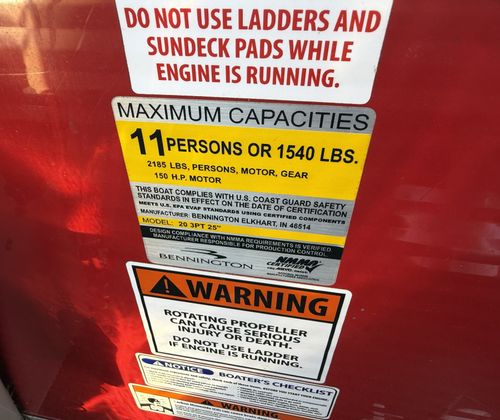 DO NOT USE LADDERS AND
SUNDECK PADS WHILE
ENGINE IS RUNNING.
MAXIMUM CAPACITIES
11 PERSONS OR 1540 LBS.
2185 LBS, PERSONS, MOTOR, GEAR
150 H.P. MOTOR
THIS BOAT COMPLIES WITH U.S. COAST GUARD SAFETY
STANDARDS IN EFFECT ON THE DATE OF CERTIFICATION
MEETS U.S. EPA EVAP STANDARDS USING CERTIFIED COMPONENTS
MANUFACTURER: BENNINGTON ELKHART, IN 46514
MODEL: 20 3PT 25"
DESIGN COMPLIANCE WITH NMMA REQUIREMENTS IS VERIFIED
MANUFACTURER RESPONSIBLE FOR PRODUCTION CONTROL
BENNINGTON
NMMA
CERTIFIED
WARNING
ROTATING PROPELLER
CAN CAUSE SERIOUS
INJURY OR DEATH.
DO NOT USE LADDER
IF ENGINE IS RUNNING.
NOTICE
BOATER'S CHECKLIST
WARNING